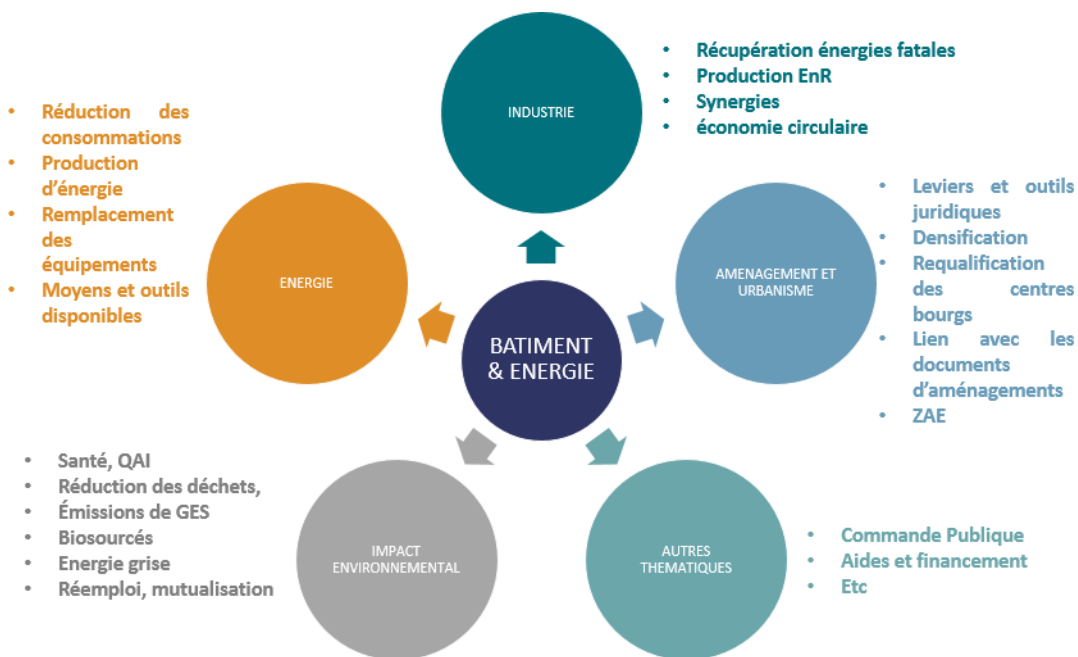 INDUSTRIE
• Récupération énergies fatales
• Production EnR
• Synergies
• économie circulaire
• Réduction des
consommations
• Production
d’énergie
• Remplacement
des
équipements
• Moyens et outils
disponibles
ENERGIE
AMENAGEMENT ET
URBANISME
• Leviers et outils
juridiques
• Densification
• Requalification
des centres
bourgs
• Lien avec les
documents
d’aménagements
• ZAE
BATIMENT
& ENERGIE
• Santé, QAI
• Réduction des déchets,
• Émissions de GES
• Biosourcés
• Energie grise
• Réemploi, mutualisation
IMPACT
ENVIRONNEMENTAL
AUTRES
THEMATIQUES
• Commande Publique
• Aides et financement
• Etc